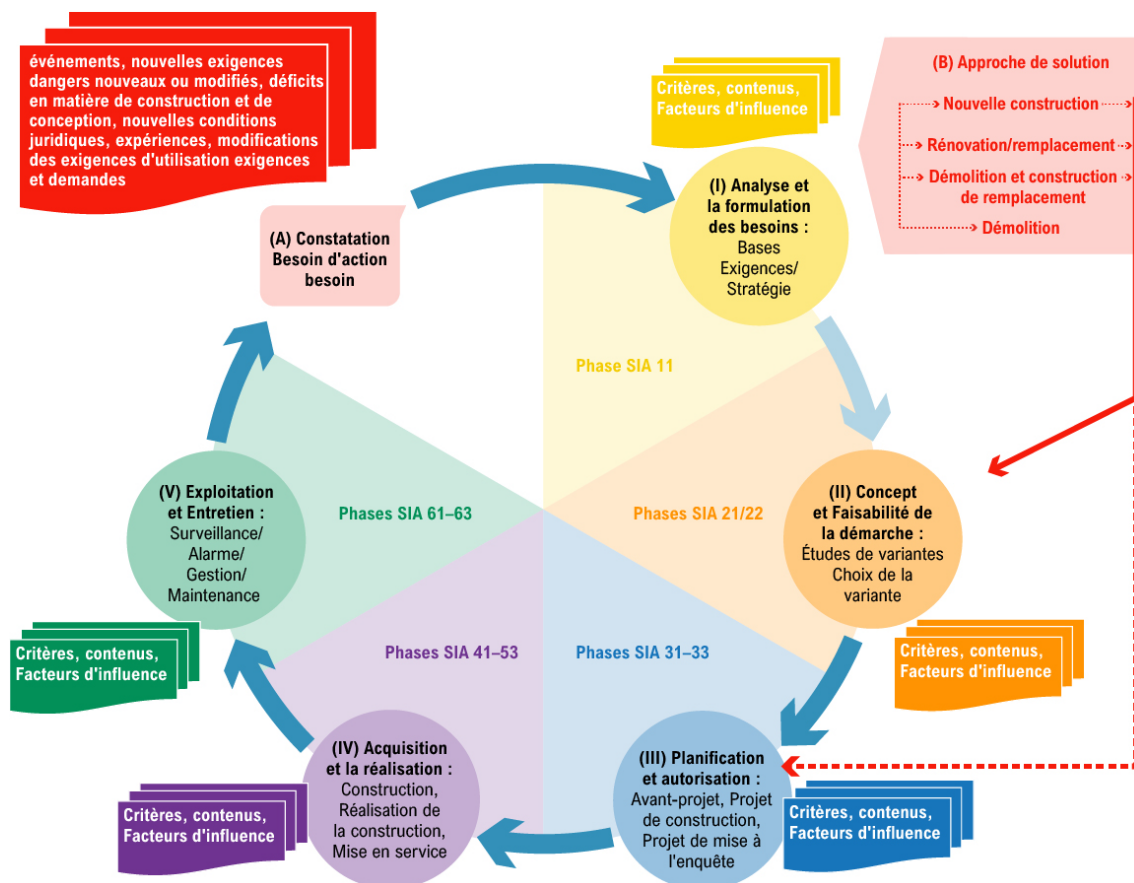 événements, nouvelles exigences
dangers nouveaux ou modifiés, déficits
en matière de construction et de
conception, nouvelles conditions
juridiques, expériences, modifications
des exigences d'utilisation exigences
et demandes
Critères, contenus,
Facteurs d'influence
(B) Approche de solution
Nouvelle construction
Rénovation/remplacement
Démolition et construction
de remplacement
Démolition
(A) Constatation
Besoin d'action
besoin
(I) Analyse et
la formulation
des besoins :
Bases
Exigences/
Stratégie
Phase SIA 11
(II) Concept
et Faisabilité de
la démarche :
Études de variantes
Choix de la
variante
Phases SIA 21/22
Critères, contenus,
Facteurs d'influence
(III) Planification
et autorisation :
Avant-projet, Projet
de construction,
Projet de mise à
l'enquête
Phases SIA 31–33
Critères, contenus,
Facteurs d'influence
(IV) Acquisition
et la réalisation :
Construction,
Réalisation de
la construction,
Mise en service
Phases SIA 41–53
Critères, contenus,
Facteurs d'influence
(V) Exploitation
et Entretien :
Surveillance/
Alarme/
Gestion/
Maintenance
Phases SIA 61–63
Critères, contenus,
Facteurs d'influence